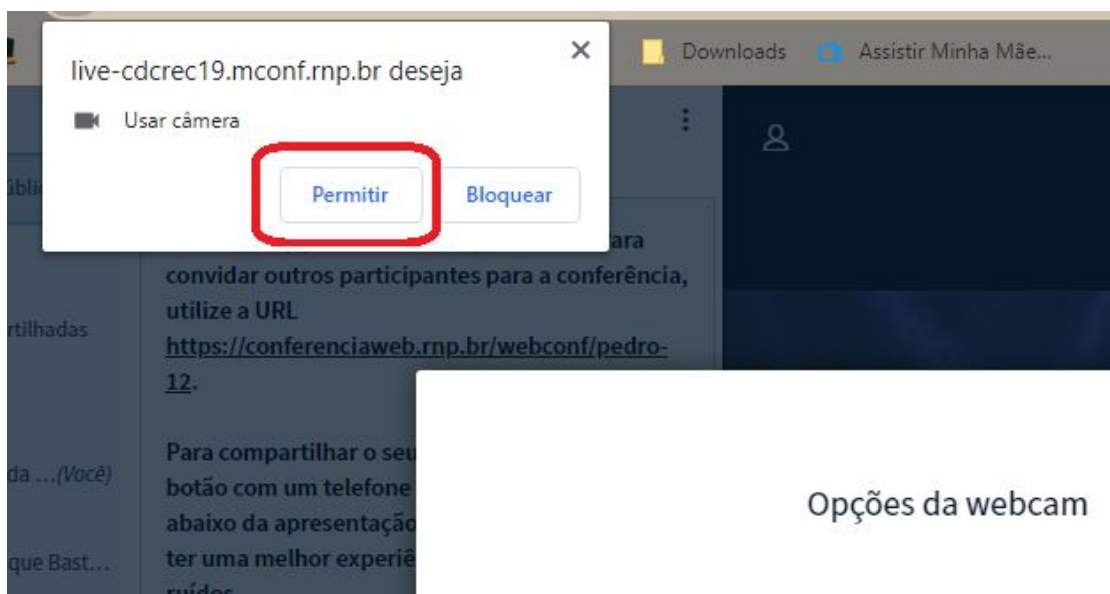 Downloads
Assistir Minha Mãe...
live-cdcrec19.mconf.rnp.br deseja
Usar câmera
Permitir
Bloquear
convidar outros participantes para a conferência,
utilize a URL
https://conferenciaweb.rnp.br/webconf/pedro-
12.
rtilhadas
Para compartilhar o seu
da ...(Você)
botão com um telefone
abaixo da apresentação
que Bast...
ter uma melhor experiê
ruídos
Opções da webcam